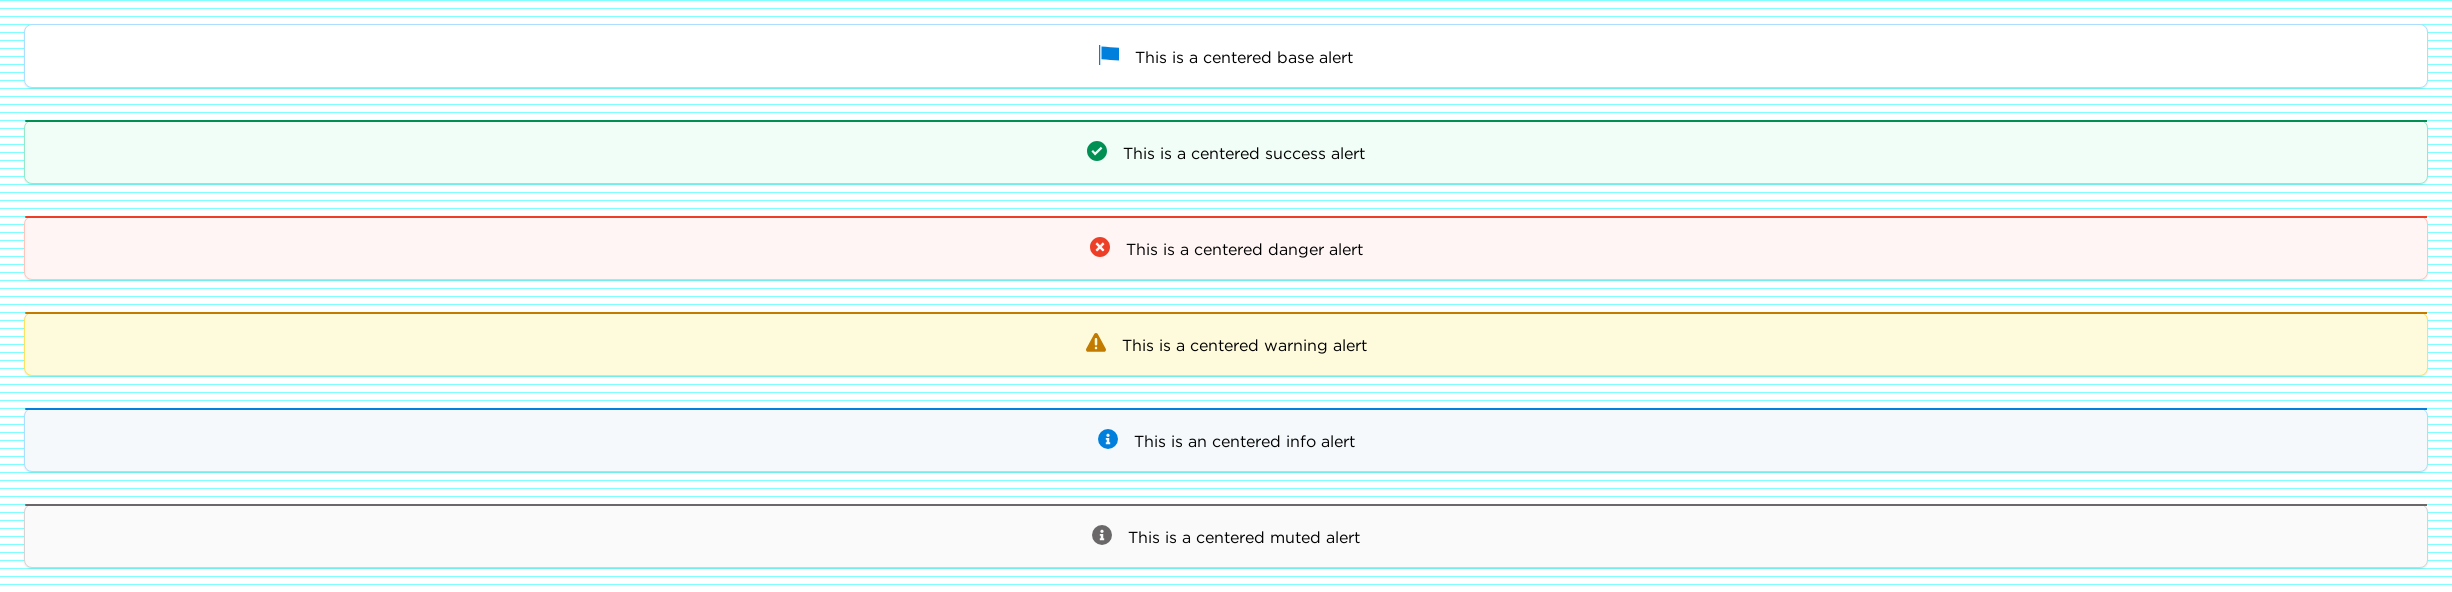 This is a centered base alert
This is a centered success alert
This is a centered danger alert
This is a centered warning alert
This is an centered info alert
This is a centered muted alert